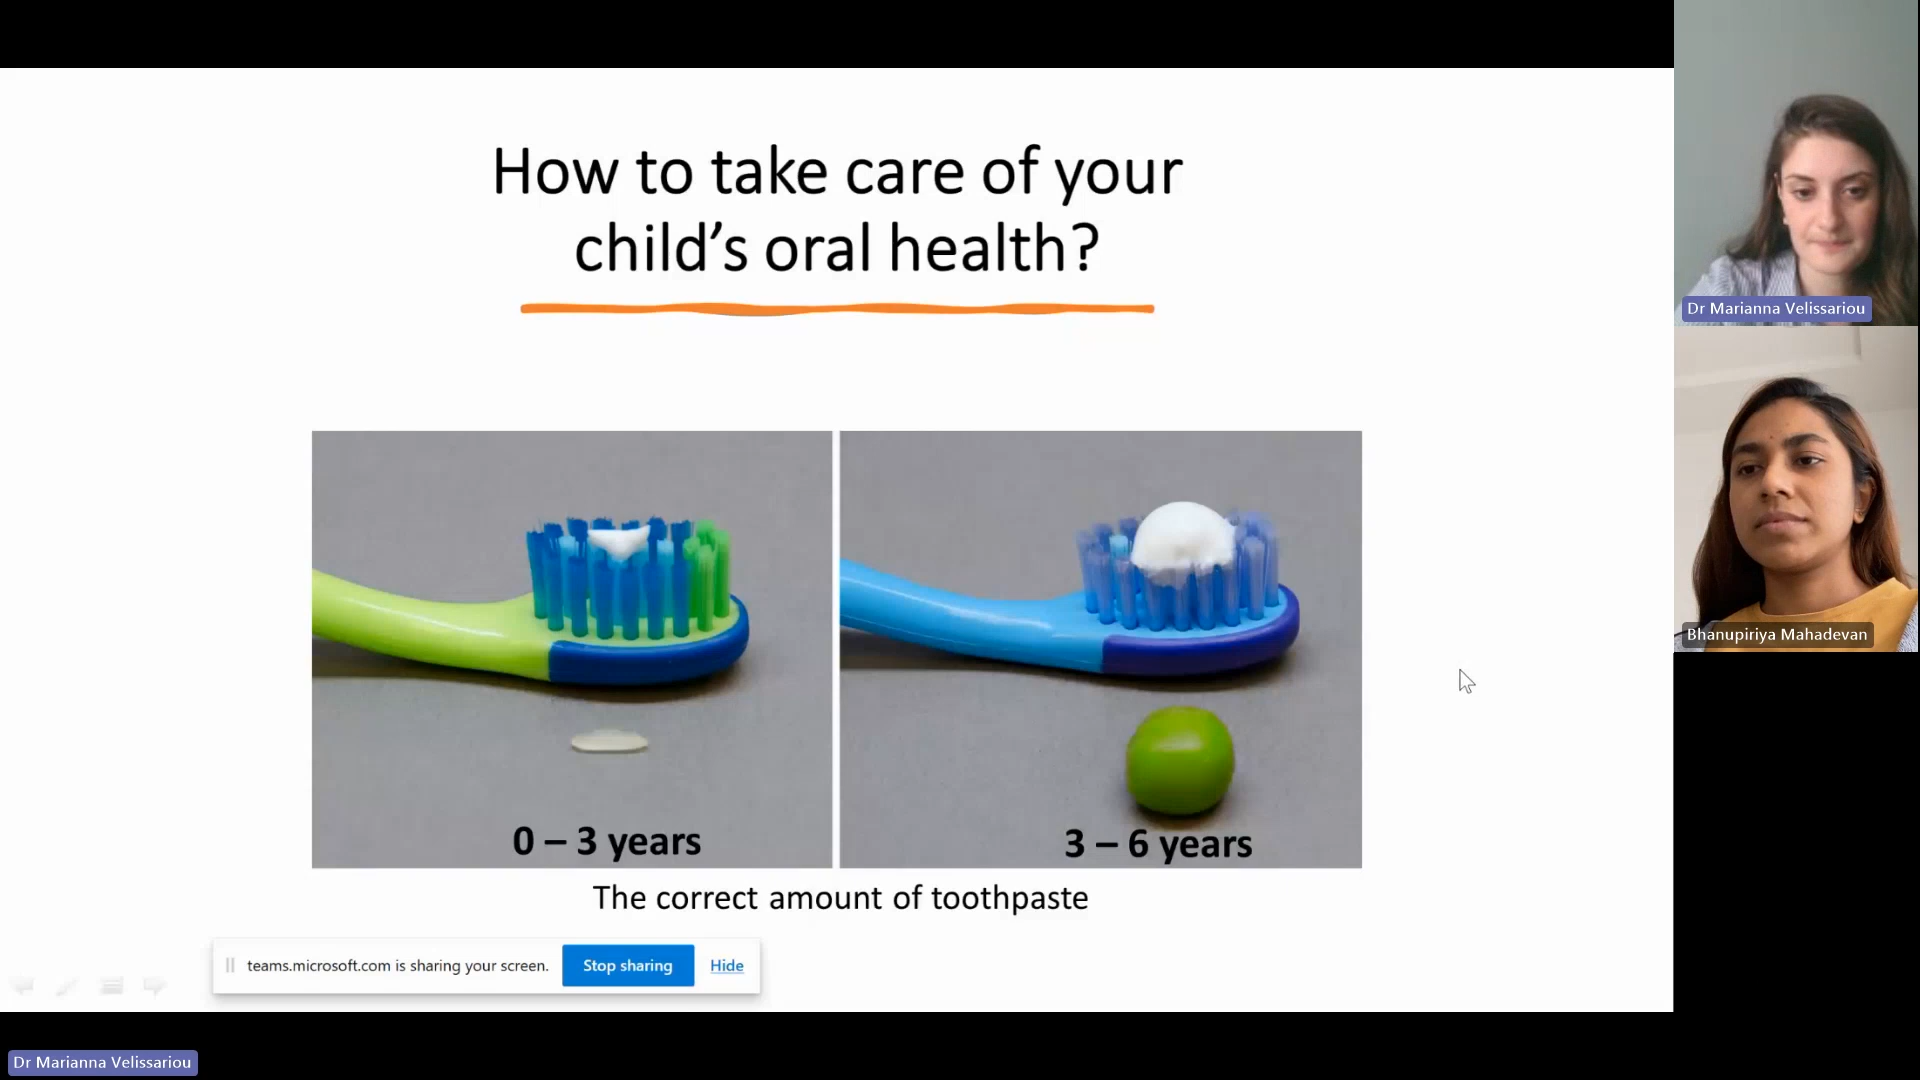 How to take care of your
child’s oral health?
0 – 3 years
3 – 6 years
The correct amount of toothpaste
teams.microsoft.com is sharing your screen.
Stop sharing
Hide
Dr Marianna Velissariou
Bhanupiriya Mahadevan
Dr Marianna Velissariou